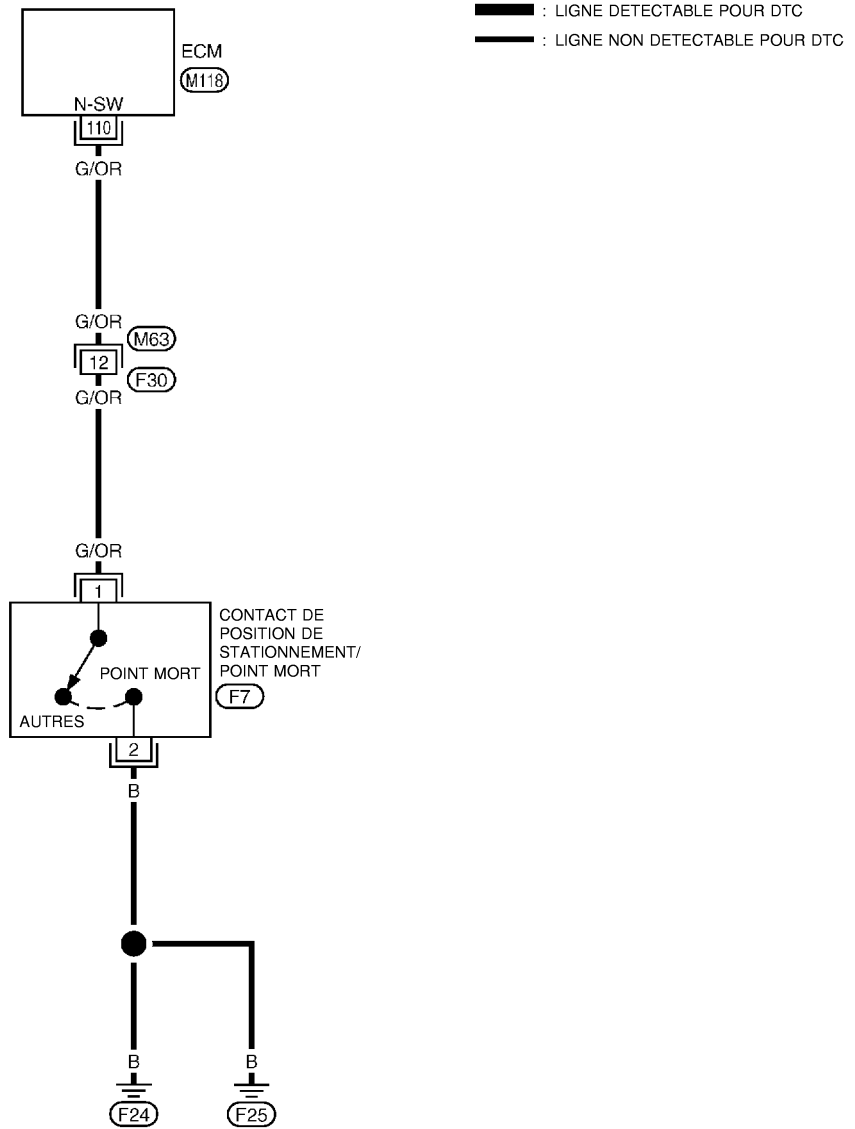 : LIGNE DETECTABLE POUR DTC
: LIGNE NON DETECTABLE POUR DTC
ECM
M118
N-SW
110
G/OR
G/OR
M63
12
F30
G/OR
G/OR
1
CONTACT DE
POSITION DE
STATIONNEMENT/
POINT MORT
POINT MORT
F7
AUTRES
2
B
B
B
F24
F25